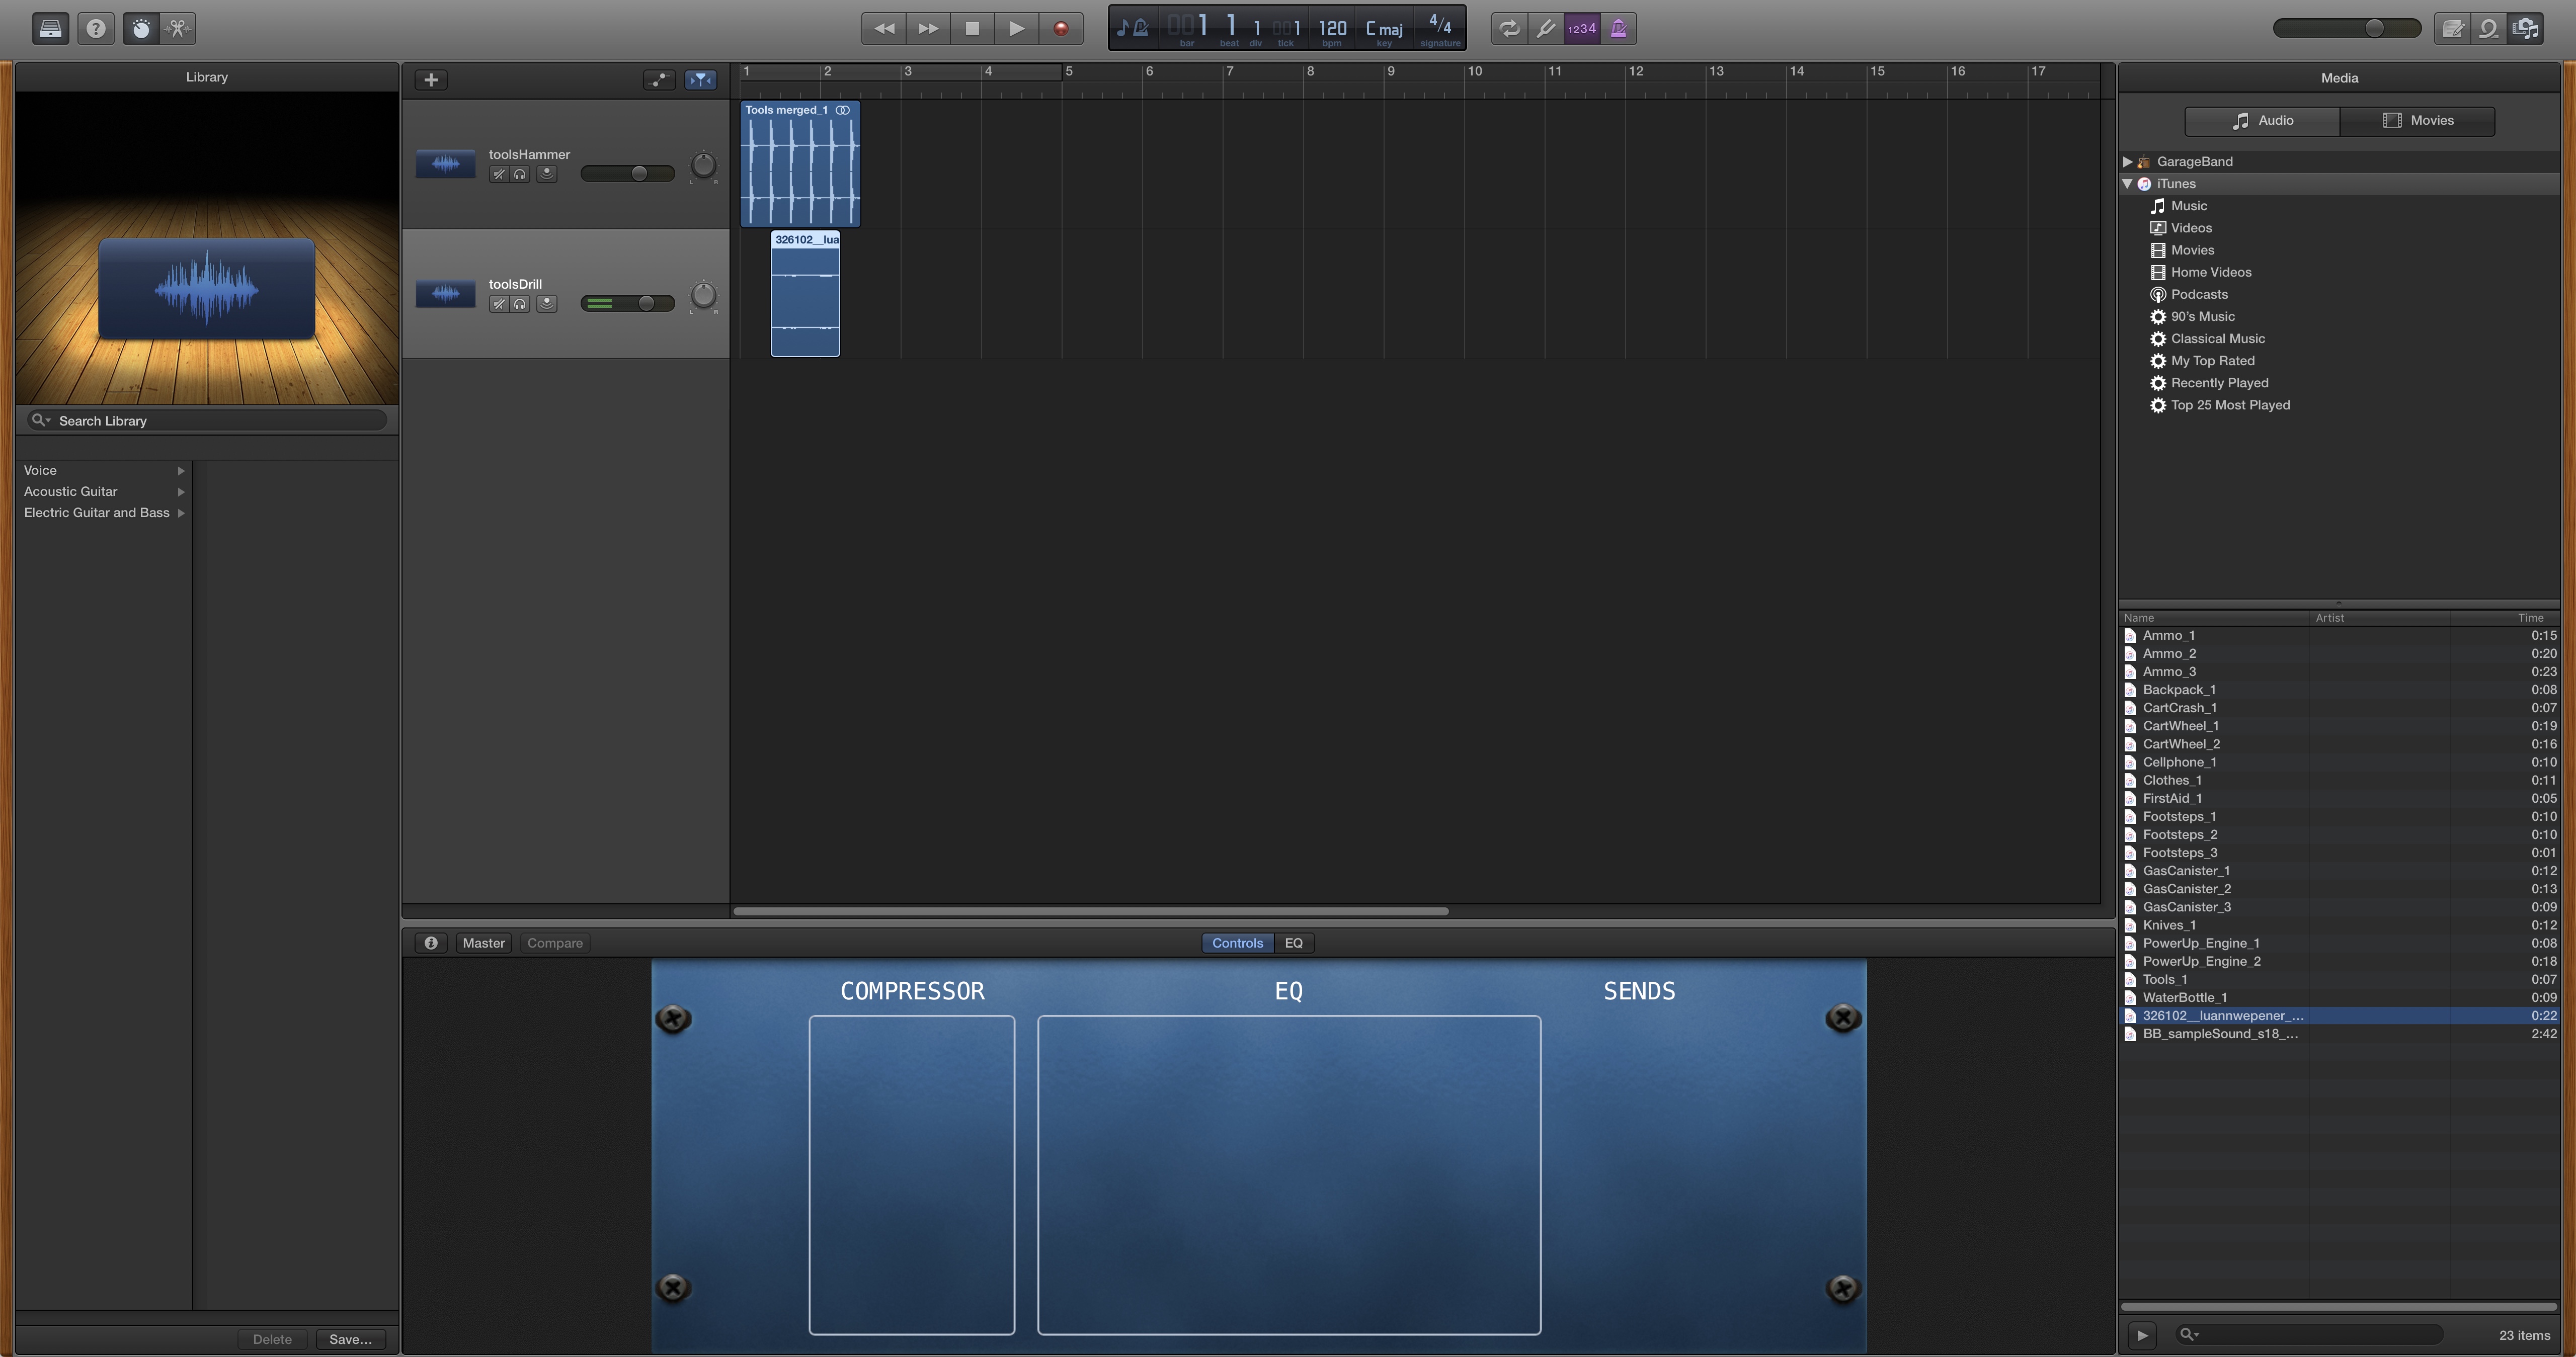 ?
1 1 1 1 120 C maj 4/4
bar beat div tick bpm key signature
1234
Library
Search Library
Voice
Acoustic Guitar
Electric Guitar and Bass
Delete Save...
1 2 3 4 5 6 7 8 9 10 11 12 13 14 15 16 17
toolsHammer
L R
Tools merged_1
toolsDrill
L R
326102__lua
Master Compare
Controls EQ
COMPRESSOR EQ SENDS
Media
Audio Movies
GarageBand
iTunes
Music
Videos
Movies
Home Videos
Podcasts
90's Music
Classical Music
My Top Rated
Recently Played
Top 25 Most Played
Name Artist Time
Ammo_1 0:15
Ammo_2 0:20
Ammo_3 0:23
Backpack_1 0:08
CartCrash_1 0:07
CartWheel_1 0:19
CartWheel_2 0:16
Cellphone_1 0:10
Clothes_1 0:11
FirstAid_1 0:05
Footsteps_1 0:10
Footsteps_2 0:10
Footsteps_3 0:01
GasCanister_1 0:12
GasCanister_2 0:13
GasCanister_3 0:09
Knives_1 0:12
PowerUp_Engine_1 0:08
PowerUp_Engine_2 0:18
Tools_1 0:07
WaterBottle_1 0:09
326102__luannwepener_... 0:22
BB_sampleSound_s18_... 2:42
23 items